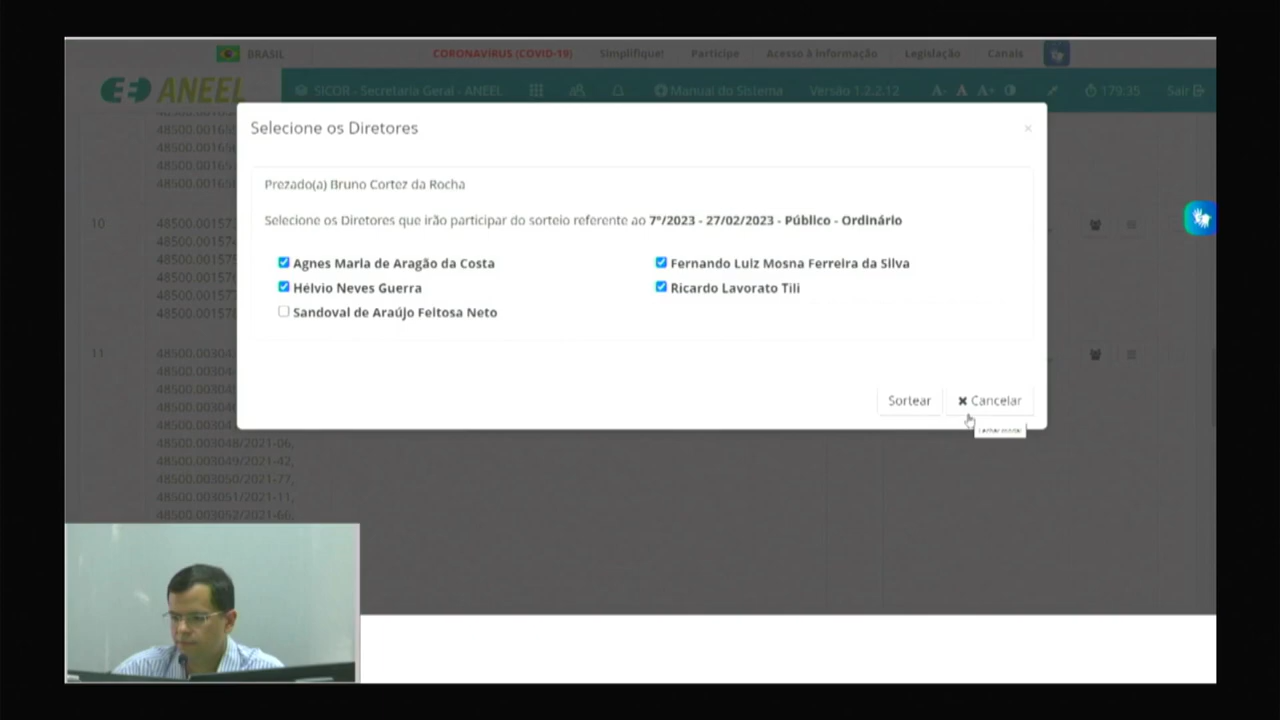 BRASIL CORONAVÍRUS (COVID-19) Simplifique! Participe Acesso à informação Legislação Canais
ANEEL SICOR - Secretaria Geral - ANEEL Manual do Sistema Versão 1.2.2.12 A- A A+ 179:35 Sair
Selecione os Diretores ×
Prezado(a) Bruno Cortez da Rocha
Selecione os Diretores que irão participar do sorteio referente ao 7º/2023 - 27/02/2023 - Público - Ordinário
Agnes Maria de Aragão da Costa Fernando Luiz Mosna Ferreira da Silva
Hélvio Neves Guerra Ricardo Lavorato Tili
Sandoval de Araújo Feitosa Neto
Sortear Cancelar
10
11
48500.003048/2021-06,
48500.003049/2021-42,
48500.003050/2021-77,
48500.003051/2021-11,
48500.003052/2021-66,